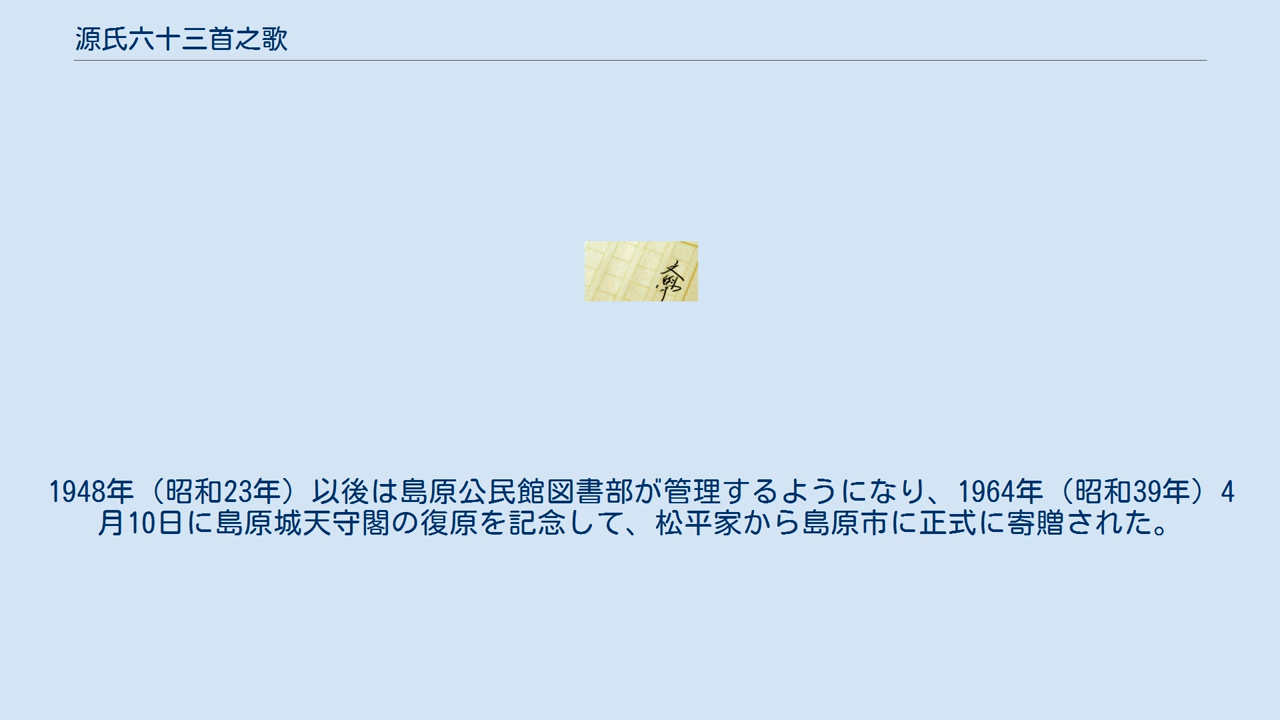 源氏六十三首之歌
1948年（昭和23年）以後は島原公民館図書部が管理するようになり、1964年（昭和39年）4
月10日に島原城天守閣の復原を記念して、松平家から島原市に正式に寄贈された。